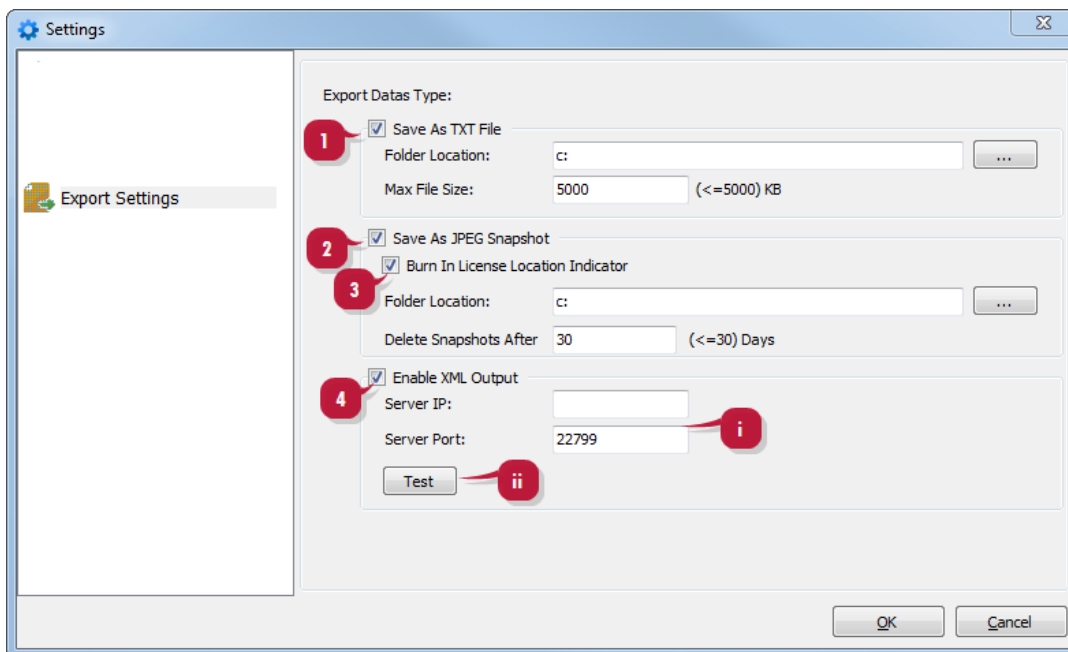 Settings
Export Settings
Export Datas Type:
1
Save As TXT File
Folder Location: c: ...
Max File Size: 5000 (<=5000) KB
2
Save As JPEG Snapshot
3
Burn In License Location Indicator
Folder Location: c: ...
Delete Snapshots After 30 (<=30) Days
4
Enable XML Output
Server IP:
i
Server Port: 22799
Test
ii
OK Cancel